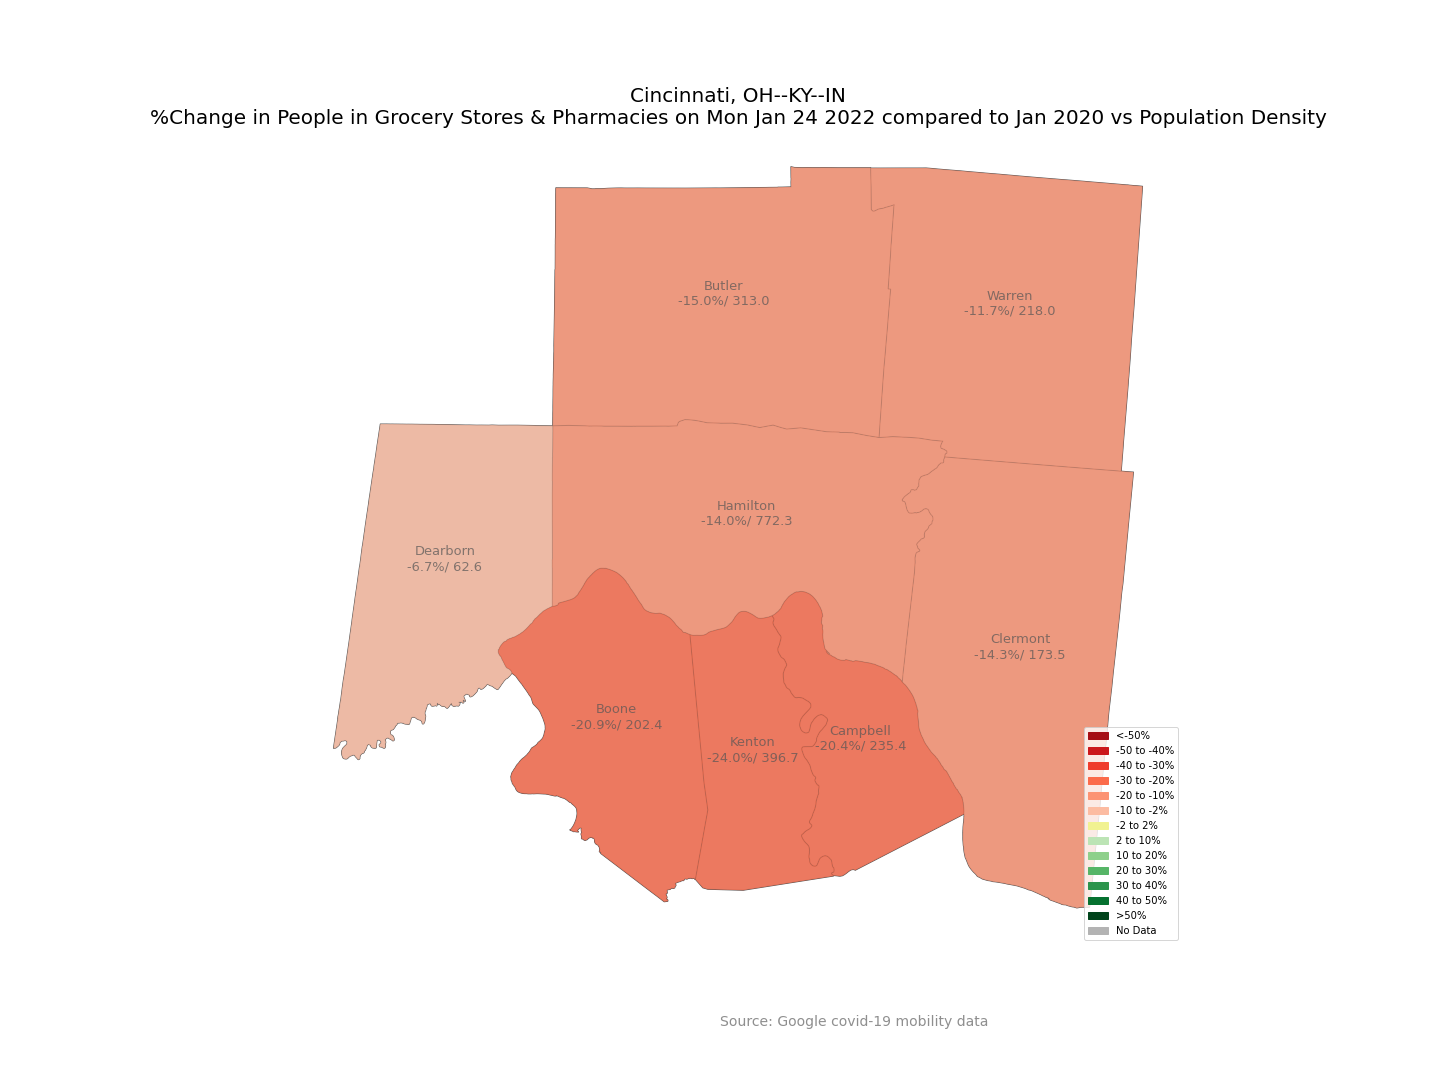 Cincinnati, OH--KY--IN
%Change in People in Grocery Stores & Pharmacies on Mon Jan 24 2022 compared to Jan 2020 vs Population Density
Butler
-15.0%/ 313.0
Warren
-11.7%/ 218.0
Hamilton
-14.0%/ 772.3
Dearborn
-6.7%/ 62.6
Clermont
-14.3%/ 173.5
Boone
-20.9%/ 202.4
Kenton
-24.0%/ 396.7
Campbell
-20.4%/ 235.4
<-50%
-50 to -40%
-40 to -30%
-30 to -20%
-20 to -10%
-10 to -2%
-2 to 2%
2 to 10%
10 to 20%
20 to 30%
30 to 40%
40 to 50%
>50%
No Data
Source: Google covid-19 mobility data